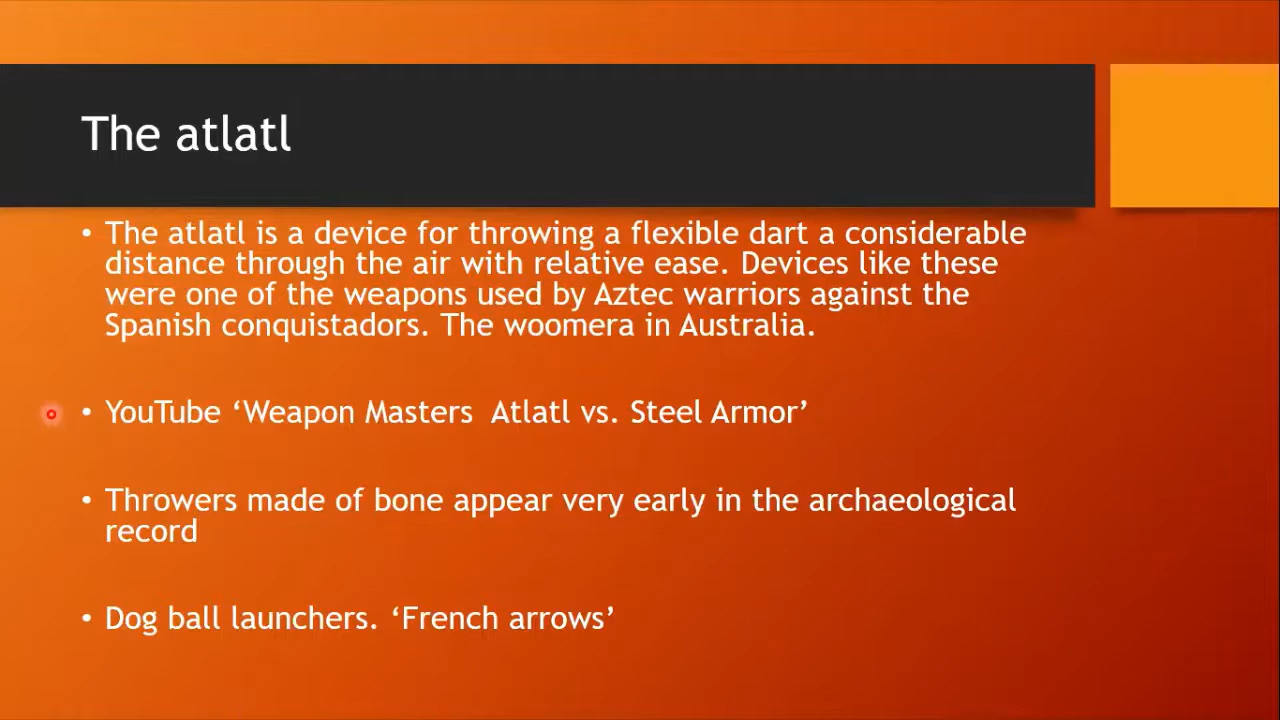 The atlatl
• The atlatl is a device for throwing a flexible dart a considerable
distance through the air with relative ease. Devices like these
were one of the weapons used by Aztec warriors against the
Spanish conquistadors. The woomera in Australia.
• YouTube ‘Weapon Masters  Atlatl vs. Steel Armor’
• Throwers made of bone appear very early in the archaeological
record
• Dog ball launchers. ‘French arrows’